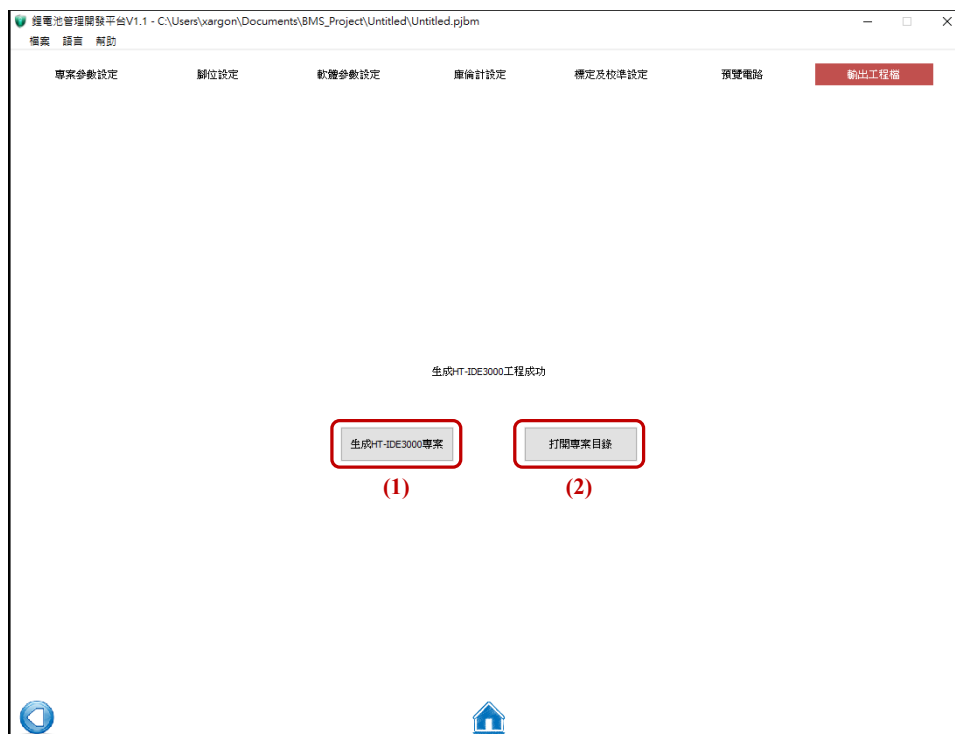 鋰電池管理開發平台V1.1 - C:\Users\xargon\Documents\BMS_Project\Untitled\Untitled.pjbm
檔案 語言 幫助
專案參數設定 腳位設定 軟體參數設定 庫倫計設定 標定及校準設定 預覽電路 輸出工程檔
生成HT-IDE3000工程成功
生成HT-IDE3000專案 打開專案目錄
(1) (2)